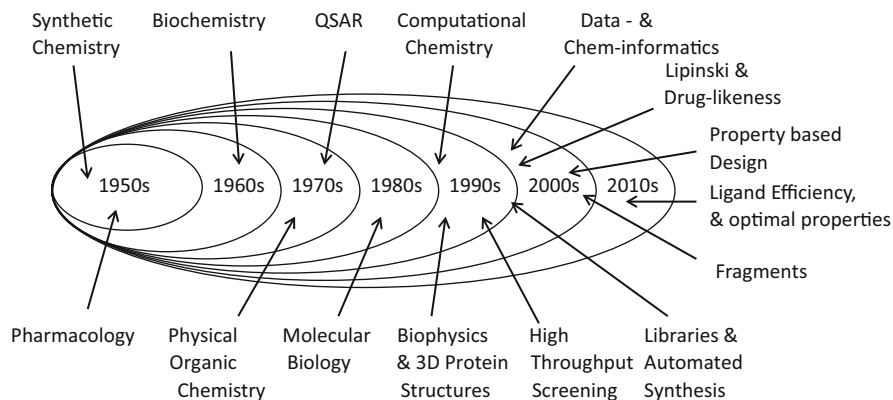 Synthetic
Chemistry
Biochemistry
QSAR
Computational
Chemistry
Data - &
Chem-informatics
Lipinski &
Drug-likeness
Property based
Design
1950s
1960s
1970s
1980s
1990s
2000s
2010s
Ligand Efficiency,
& optimal properties
Fragments
Pharmacology
Physical
Organic
Chemistry
Molecular
Biology
Biophysics
& 3D Protein
Structures
High
Throughput
Screening
Libraries &
Automated
Synthesis